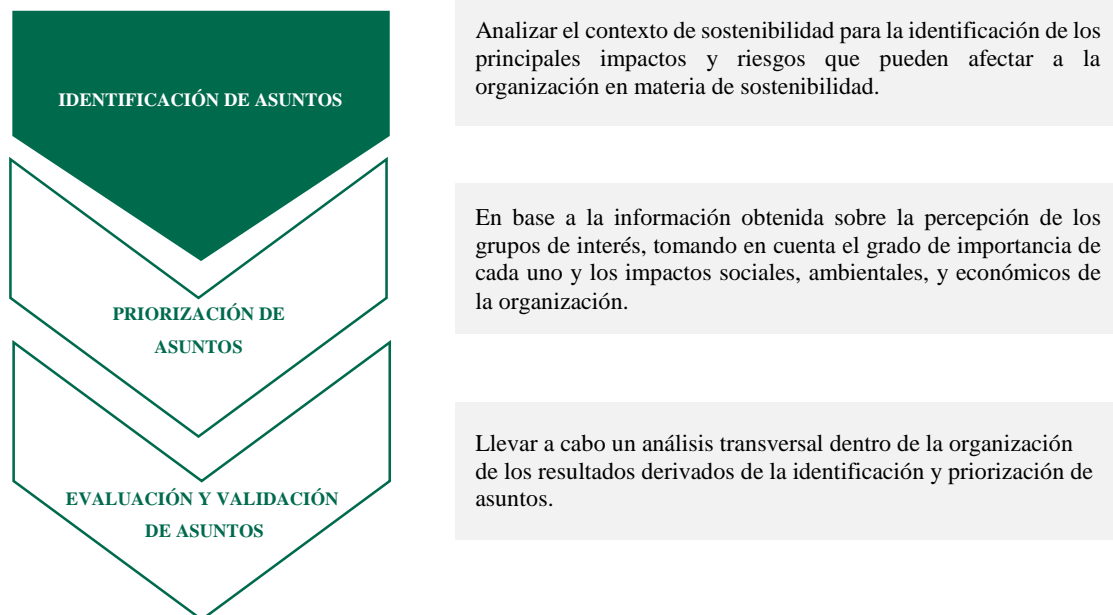 IDENTIFICACIÓN DE ASUNTOS
Analizar el contexto de sostenibilidad para la identificación de los
principales impactos y riesgos que pueden afectar a la
organización en materia de sostenibilidad.
PRIORIZACIÓN DE
ASUNTOS
En base a la información obtenida sobre la percepción de los
grupos de interés, tomando en cuenta el grado de importancia de
cada uno y los impactos sociales, ambientales, y económicos de
la organización.
EVALUACIÓN Y VALIDACIÓN
DE ASUNTOS
Llevar a cabo un análisis transversal dentro de la organización
de los resultados derivados de la identificación y priorización de
asuntos.